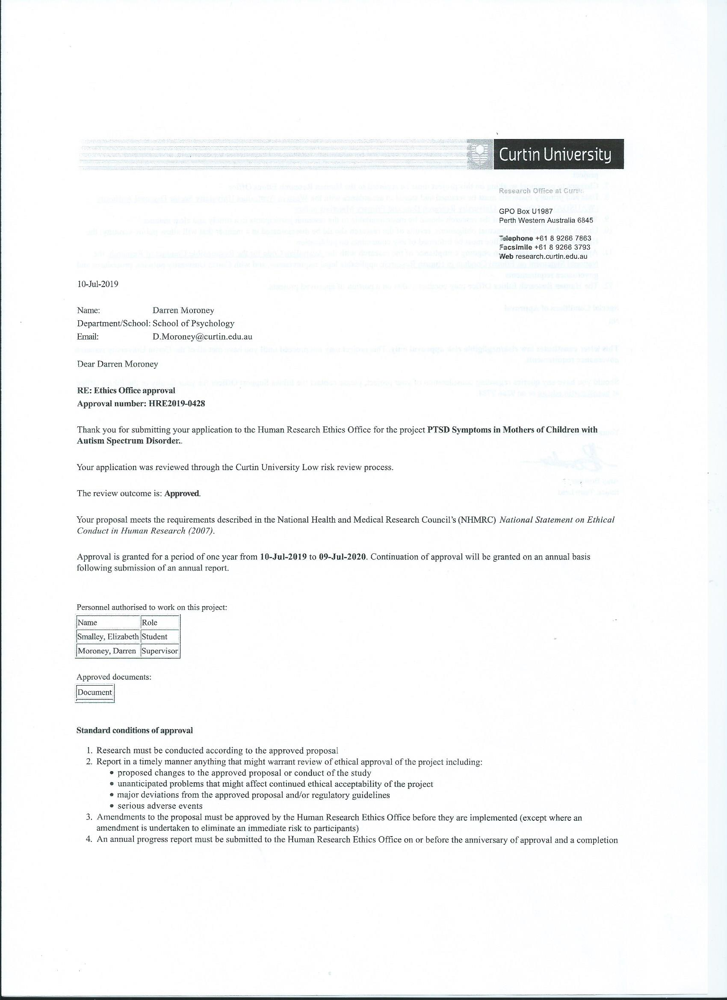 Curtin University
Research Office at Curtin
GPO Box U1987
Perth Western Australia 6845
Telephone +61 8 9266 7863
Facsimile +61 8 9266 3793
Web research.curtin.edu.au
10-Jul-2019
Name: Darren Moroney
Department/School: School of Psychology
Email: D.Moroney@curtin.edu.au
Dear Darren Moroney
RE: Ethics Office approval
Approval number: HRE2019-0428
Thank you for submitting your application to the Human Research Ethics Office for the project PTSD Symptoms in Mothers of Children with
Autism Spectrum Disorder..
Your application was reviewed through the Curtin University Low risk review process.
The review outcome is: Approved.
Your proposal meets the requirements described in the National Health and Medical Research Council's (NHMRC) National Statement on Ethical
Conduct in Human Research (2007).
Approval is granted for a period of one year from 10-Jul-2019 to 09-Jul-2020. Continuation of approval will be granted on an annual basis
following submission of an annual report.
Personnel authorised to work on this project:
Name Role
Smalley, Elizabeth Student
Moroney, Darren Supervisor
Approved documents:
Document
Standard conditions of approval
1. Research must be conducted according to the approved proposal
2. Report in a timely manner anything that might warrant review of ethical approval of the project including:
• proposed changes to the approved proposal or conduct of the study
• unanticipated problems that might affect continued ethical acceptability of the project
• major deviations from the approved proposal and/or regulatory guidelines
• serious adverse events
3. Amendments to the proposal must be approved by the Human Research Ethics Office before they are implemented (except where an
amendment is undertaken to eliminate an immediate risk to participants)
4. An annual progress report must be submitted to the Human Research Ethics Office on or before the anniversary of approval and a completion